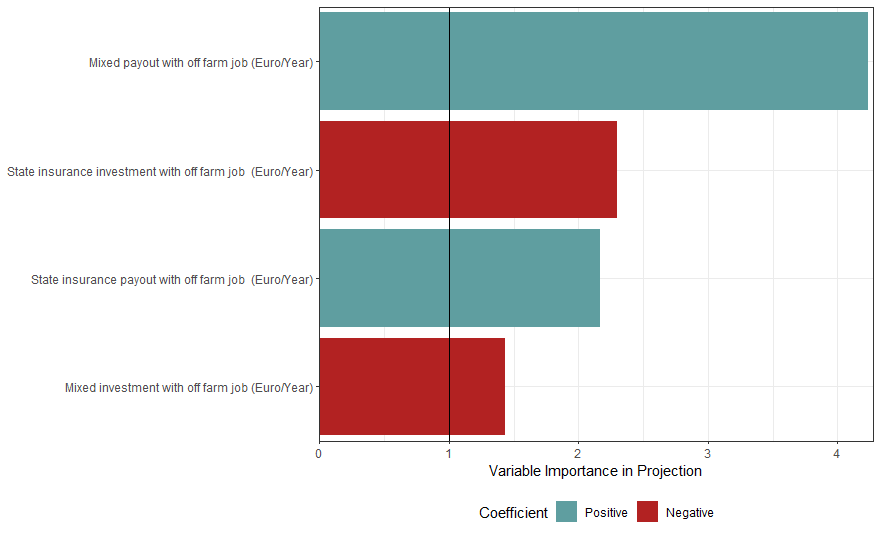 Mixed payout with off farm job (Euro/Year)
State insurance investment with off farm job  (Euro/Year)
State insurance payout with off farm job  (Euro/Year)
Mixed investment with off farm job (Euro/Year)
0 1 2 3 4
Variable Importance in Projection
Coefficient Positive Negative